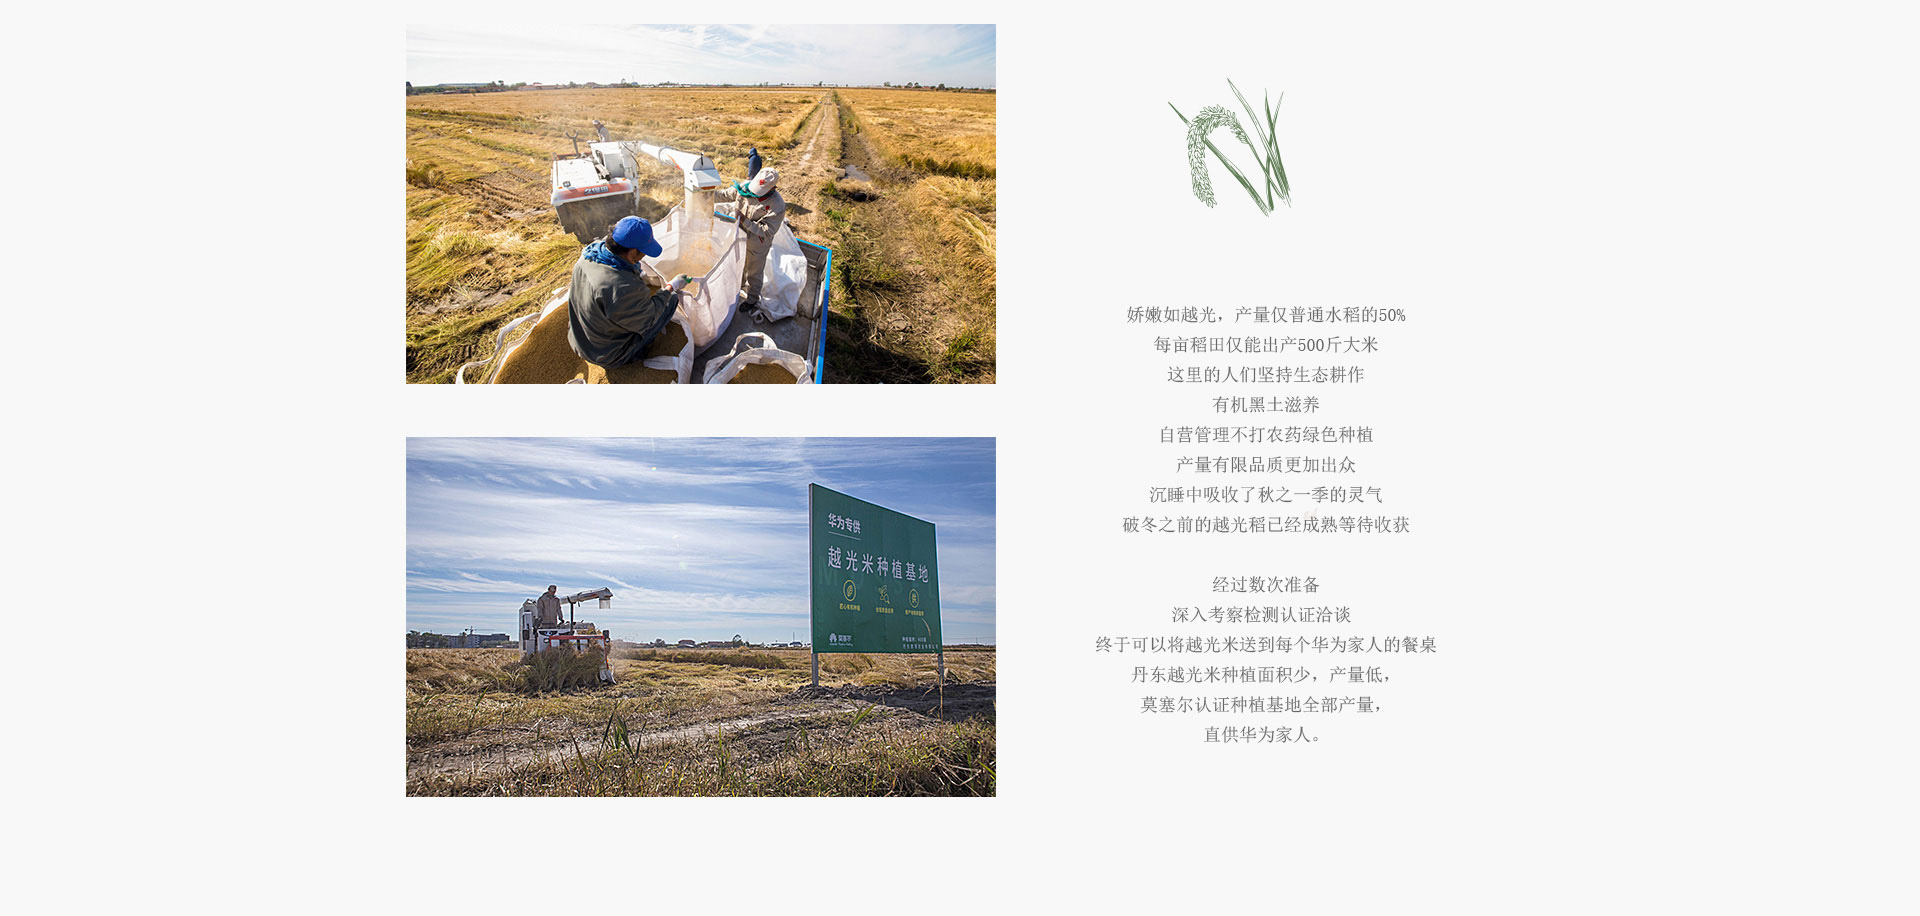 华为专供
越光米种植基地
莫塞尔
娇嫩如越光，产量仅普通水稻的50%
每亩稻田仅能出产500斤大米
这里的人们坚持生态耕作
有机黑土滋养
自营管理不打农药绿色种植
产量有限品质更加出众
沉睡中吸收了秋之一季的灵气
破冬之前的越光稻已经成熟等待收获
经过数次准备
深入考察检测认证洽谈
终于可以将越光米送到每个华为家人的餐桌
丹东越光米种植面积少，产量低，
莫塞尔认证种植基地全部产量，
直供华为家人。